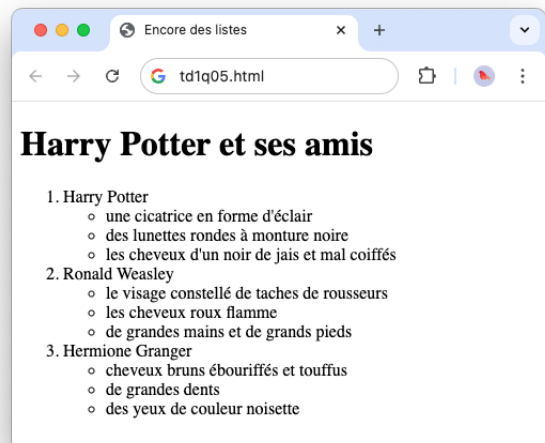 Encore des listes
td1q05.html
Harry Potter et ses amis
1. Harry Potter
une cicatrice en forme d'éclair
des lunettes rondes à monture noire
les cheveux d'un noir de jais et mal coiffés
2. Ronald Weasley
le visage constellé de taches de rousseurs
les cheveux roux flamme
de grandes mains et de grands pieds
3. Hermione Granger
cheveux bruns ébouriffés et touffus
de grandes dents
des yeux de couleur noisette